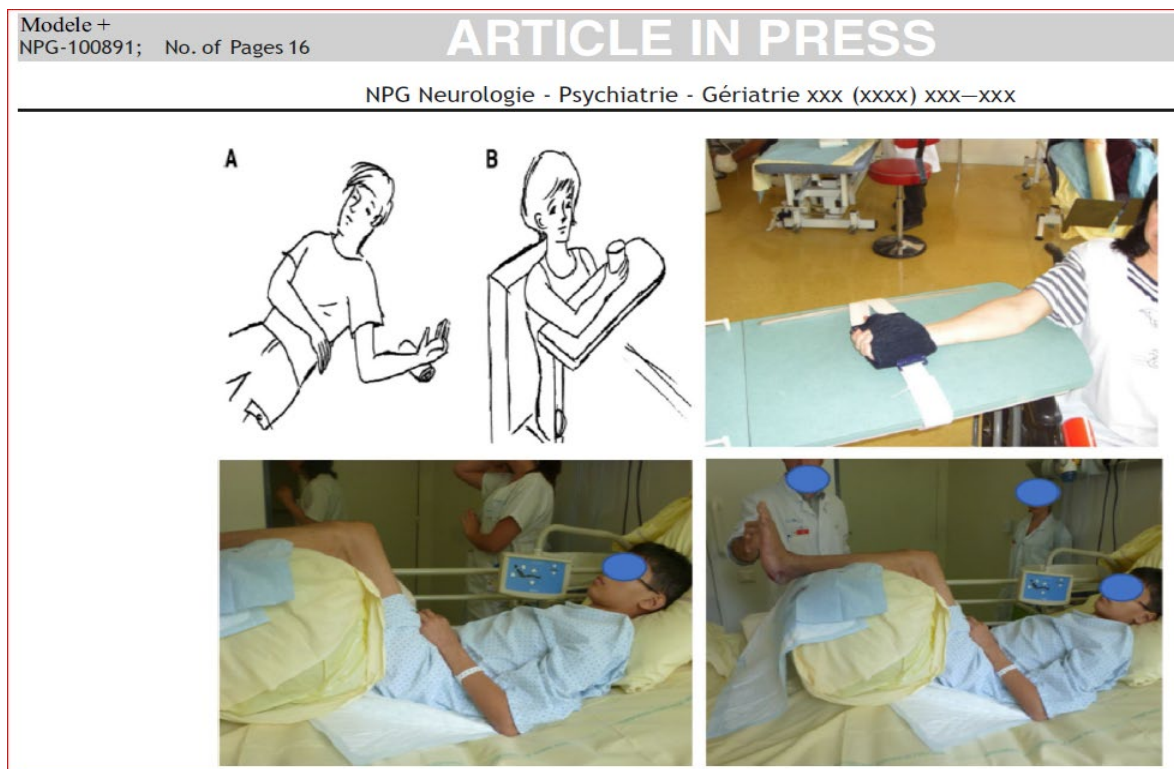 Modele +
NPG-100891; No. of Pages 16
ARTICLE IN PRESS
NPG Neurologie - Psychiatrie - Gériatrie xxx (xxxx) xxx—xxx
A
B